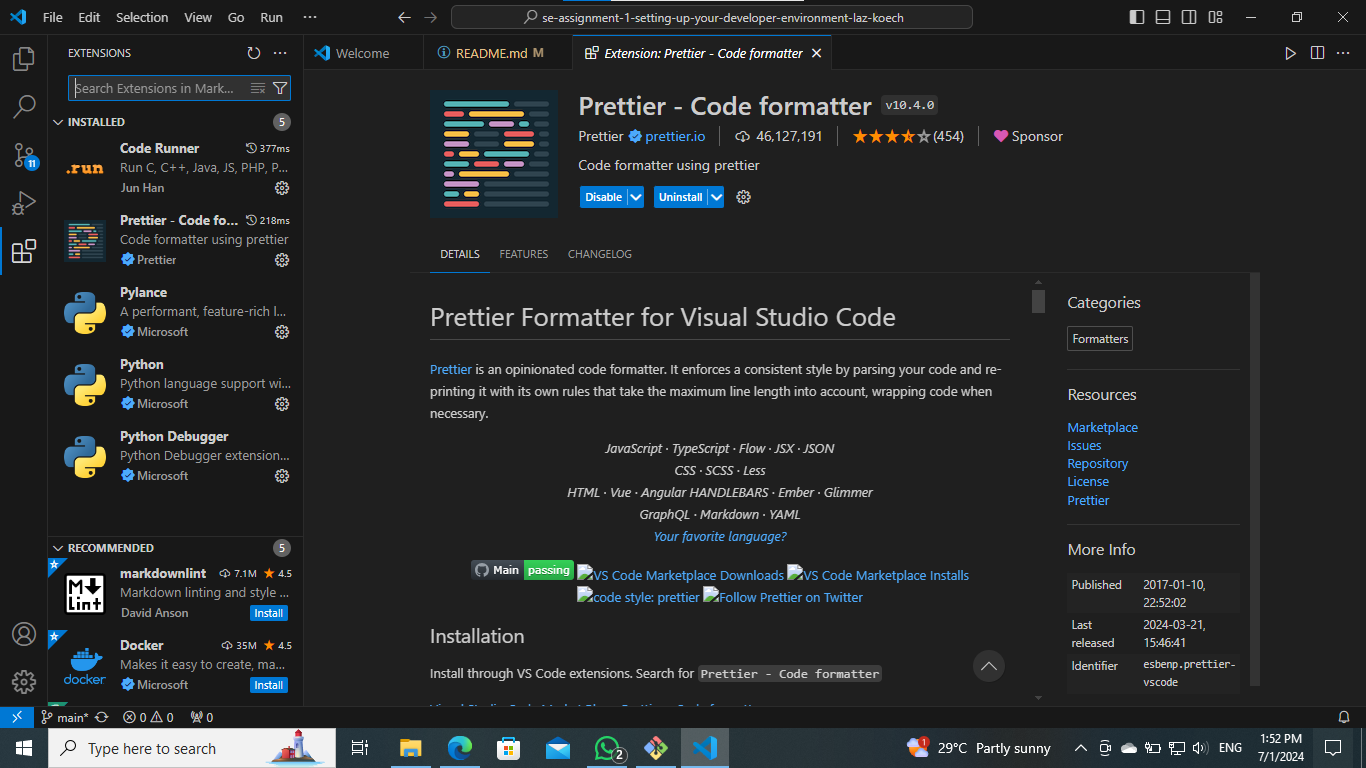 File Edit Selection View Go Run ···
se-assignment-1-setting-up-your-developer-environment-laz-koech
EXTENSIONS
Search Extensions in Mark...
INSTALLED 5
Code Runner 377ms
Run C, C++, Java, JS, PHP, P...
Jun Han
Prettier - Code fo... 218ms
Code formatter using prettier
Prettier
Pylance
A performant, feature-rich l...
Microsoft
Python
Python language support wi...
Microsoft
Python Debugger
Python Debugger extension...
Microsoft
RECOMMENDED 5
markdownlint 7.1M 4.5
Markdown linting and style ...
David Anson Install
Docker 35M 4.5
Makes it easy to create, ma...
Microsoft Install
11
.run
M
Lint
docker
Welcome README.md M Extension: Prettier - Code formatter
Prettier - Code formatter v10.4.0
Prettier prettier.io 46,127,191 (454) Sponsor
Code formatter using prettier
Disable Uninstall
DETAILS FEATURES CHANGELOG
Prettier Formatter for Visual Studio Code
Prettier is an opinionated code formatter. It enforces a consistent style by parsing your code and re-
printing it with its own rules that take the maximum line length into account, wrapping code when
necessary.
JavaScript · TypeScript · Flow · JSX · JSON
CSS · SCSS · Less
HTML · Vue · Angular HANDLEBARS · Ember · Glimmer
GraphQL · Markdown · YAML
Your favorite language?
Main passing VS Code Marketplace Downloads VS Code Marketplace Installs
code style: prettier Follow Prettier on Twitter
Installation
Install through VS Code extensions. Search for Prettier - Code formatter
Categories
Formatters
Resources
Marketplace
Issues
Repository
License
Prettier
More Info
Published 2017-01-10,
22:52:02
Last 2024-03-21,
released 15:46:41
Identifier esbenp.prettier-
vscode
main* 0 0 0
Type here to search 2 1 29°C Partly sunny ENG 1:52 PM
7/1/2024